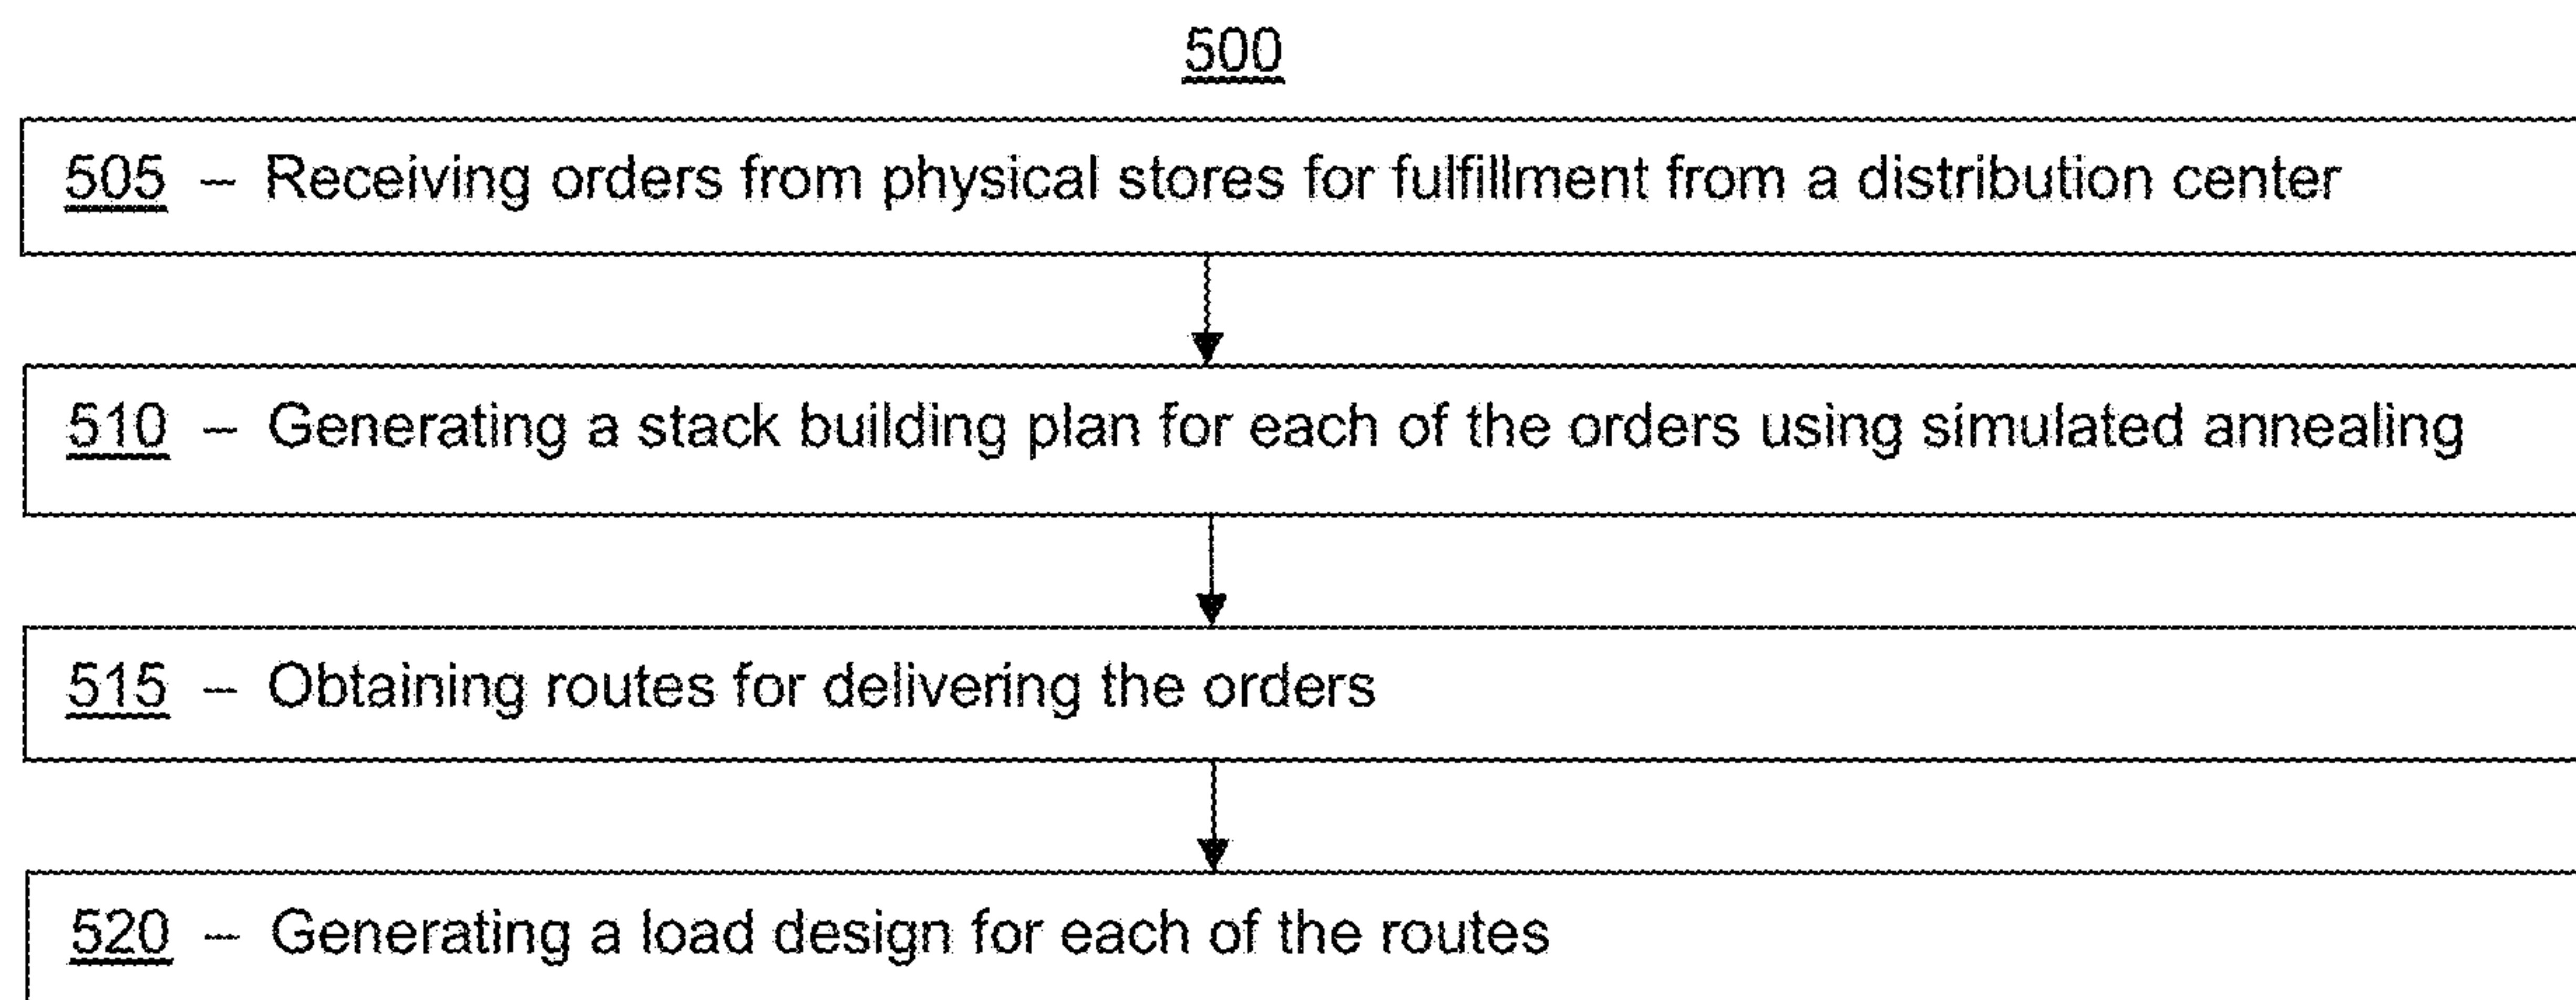 500
505 – Receiving orders from physical stores for fulfillment from a distribution center
510 – Generating a stack building plan for each of the orders using simulated annealing
515 – Obtaining routes for delivering the orders
520 – Generating a load design for each of the routes